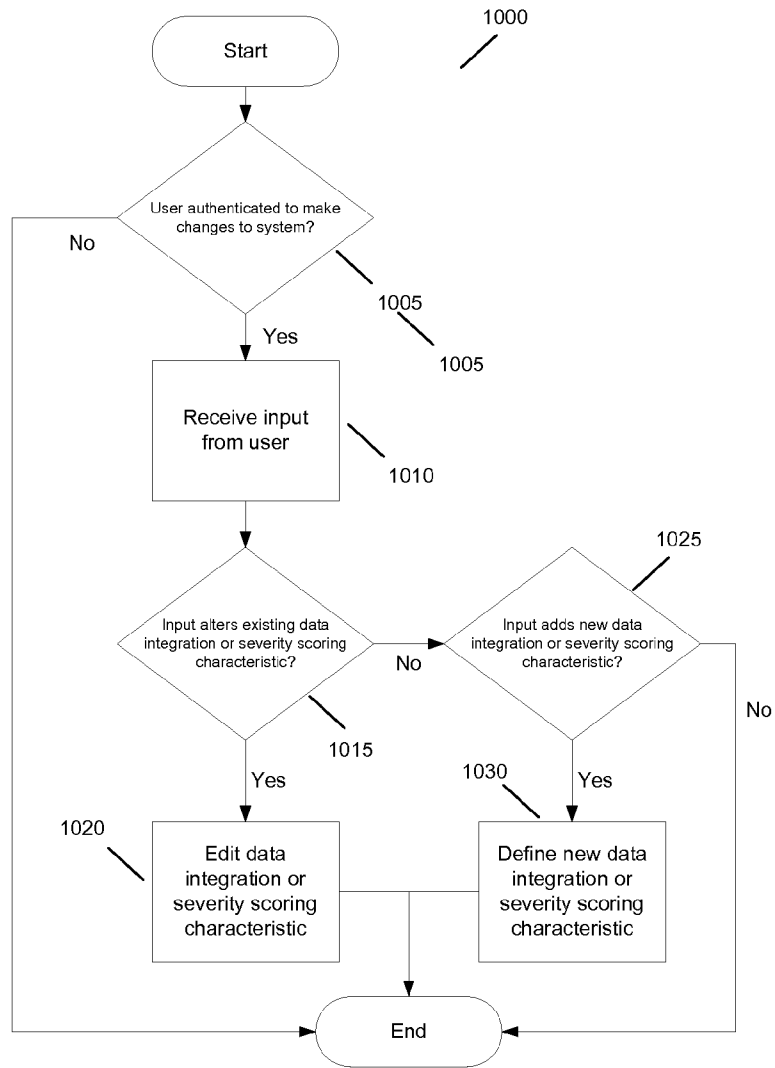 1000
Start
User authenticated to make
changes to system?
No
1005
Yes
1005
Receive input
from user
1010
1025
Input alters existing data
integration or severity scoring
characteristic?
No
Input adds new data
integration or severity scoring
characteristic?
No
1015
Yes
1030
Yes
1020
Edit data
integration or
severity scoring
characteristic
Define new data
integration or
severity scoring
characteristic
End